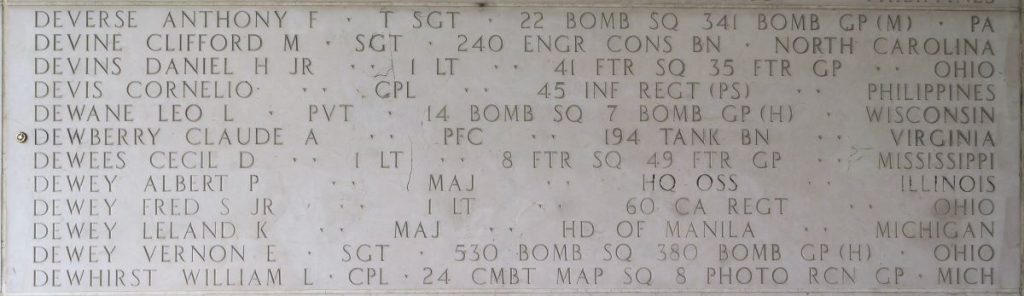 PHILIPPINES
DEVERSE ANTHONY F · T SGT · 22 BOMB SQ 341 BOMB GP (M) · PA
DEVINE CLIFFORD M · SGT · 240 ENGR CONS BN · NORTH CAROLINA
DEVINS DANIEL H JR · · 1 LT · · 41 FTR SQ 35 FTR GP · · OHIO
DEVIS CORNELIO · · CPL · · 45 INF REGT (PS) · · PHILIPPINES
DEWANE LEO L · PVT · 14 BOMB SQ 7 BOMB GP (H) · WISCONSIN
DEWBERRY CLAUDE A · · PFC · · 194 TANK BN · · VIRGINIA
DEWEES CECIL D · · 1 LT · · 8 FTR SQ 49 FTR GP · · MISSISSIPPI
DEWEY ALBERT P · · MAJ · · HQ OSS · · ILLINOIS
DEWEY FRED S JR · · 1 LT · · 60 CA REGT · · OHIO
DEWEY LELAND K · · MAJ · · HD OF MANILA · · MICHIGAN
DEWEY VERNON E · SGT · 530 BOMB SQ 380 BOMB GP (H) · OHIO
DEWHIRST WILLIAM L · CPL · 24 CMBT MAP SQ 8 PHOTO RCN GP · MICH